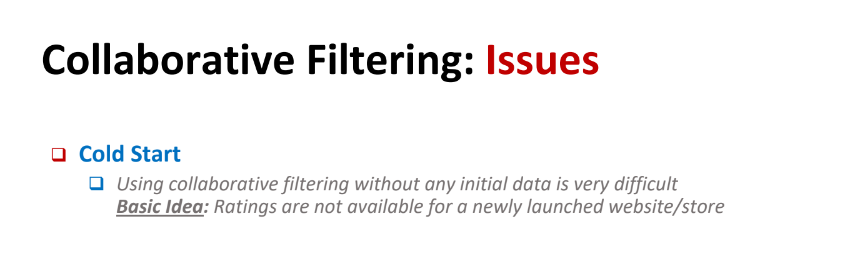 Collaborative Filtering: Issues
Cold Start
Using collaborative filtering without any initial data is very difficult
Basic Idea: Ratings are not available for a newly launched website/store